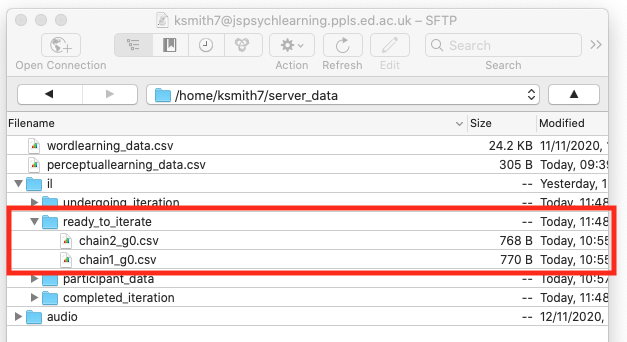 ksmith7@jspsychlearning.ppls.ed.ac.uk – SFTP
Open Connection Action Refresh Edit Search Search
/home/ksmith7/server_data
Filename Size Modified
wordlearning_data.csv 24.2 KB 11/11/2020,
perceptuallearning_data.csv 305 B Today, 09:39
il -- Yesterday, 1
undergoing_iteration -- Today, 11:48
ready_to_iterate -- Today, 11:48
chain2_g0.csv 768 B Today, 10:55
chain1_g0.csv 770 B Today, 10:55
participant_data -- Today, 10:57
completed_iteration -- Today, 11:48
audio -- 12/11/2020,